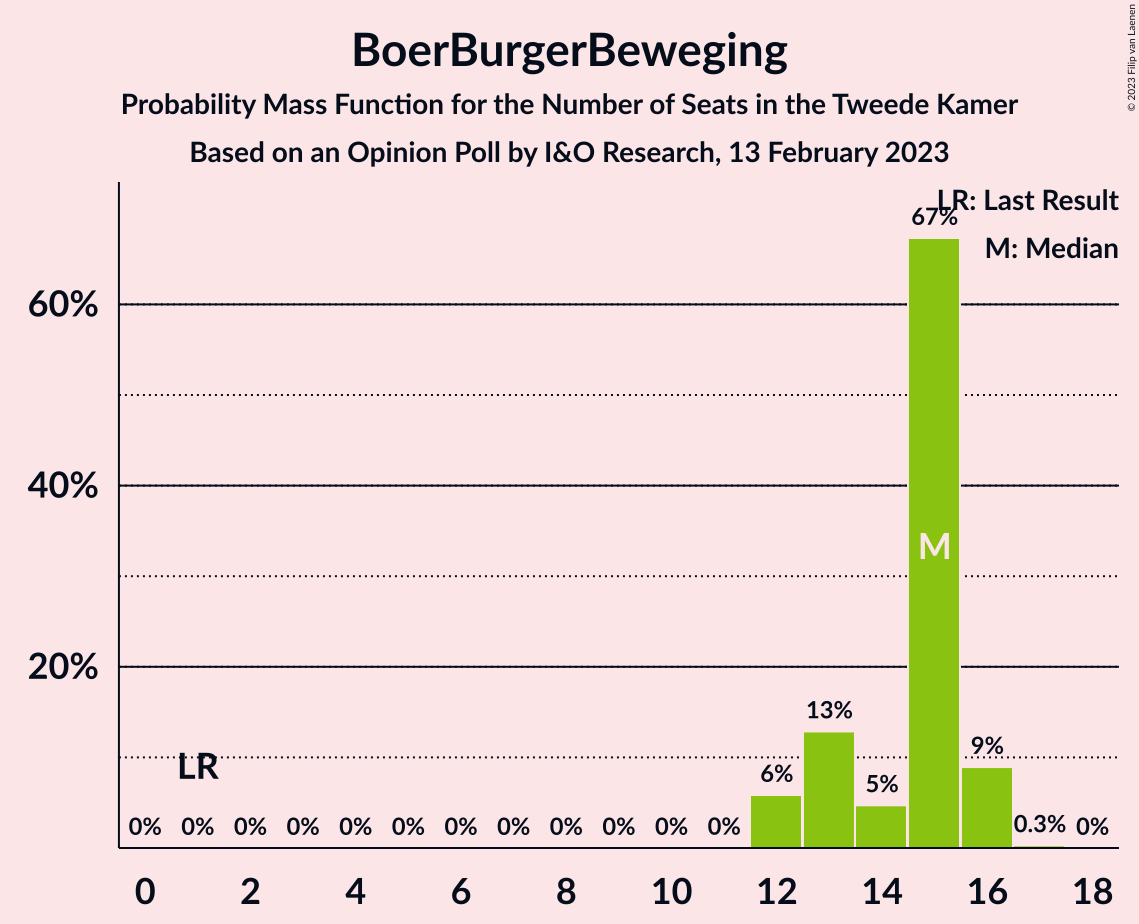 BoerBurgerBeweging
Probability Mass Function for the Number of Seats in the Tweede Kamer
Based on an Opinion Poll by I&O Research, 13 February 2023
© 2023 Filip van Laenen
LR: Last Result
M: Median
67%
60%
40%
20%
M
LR
0% 0% 0% 0% 0% 0% 0% 0% 0% 0% 0% 0% 6% 13% 5% 9% 0.3% 0%
0 2 4 6 8 10 12 14 16 18